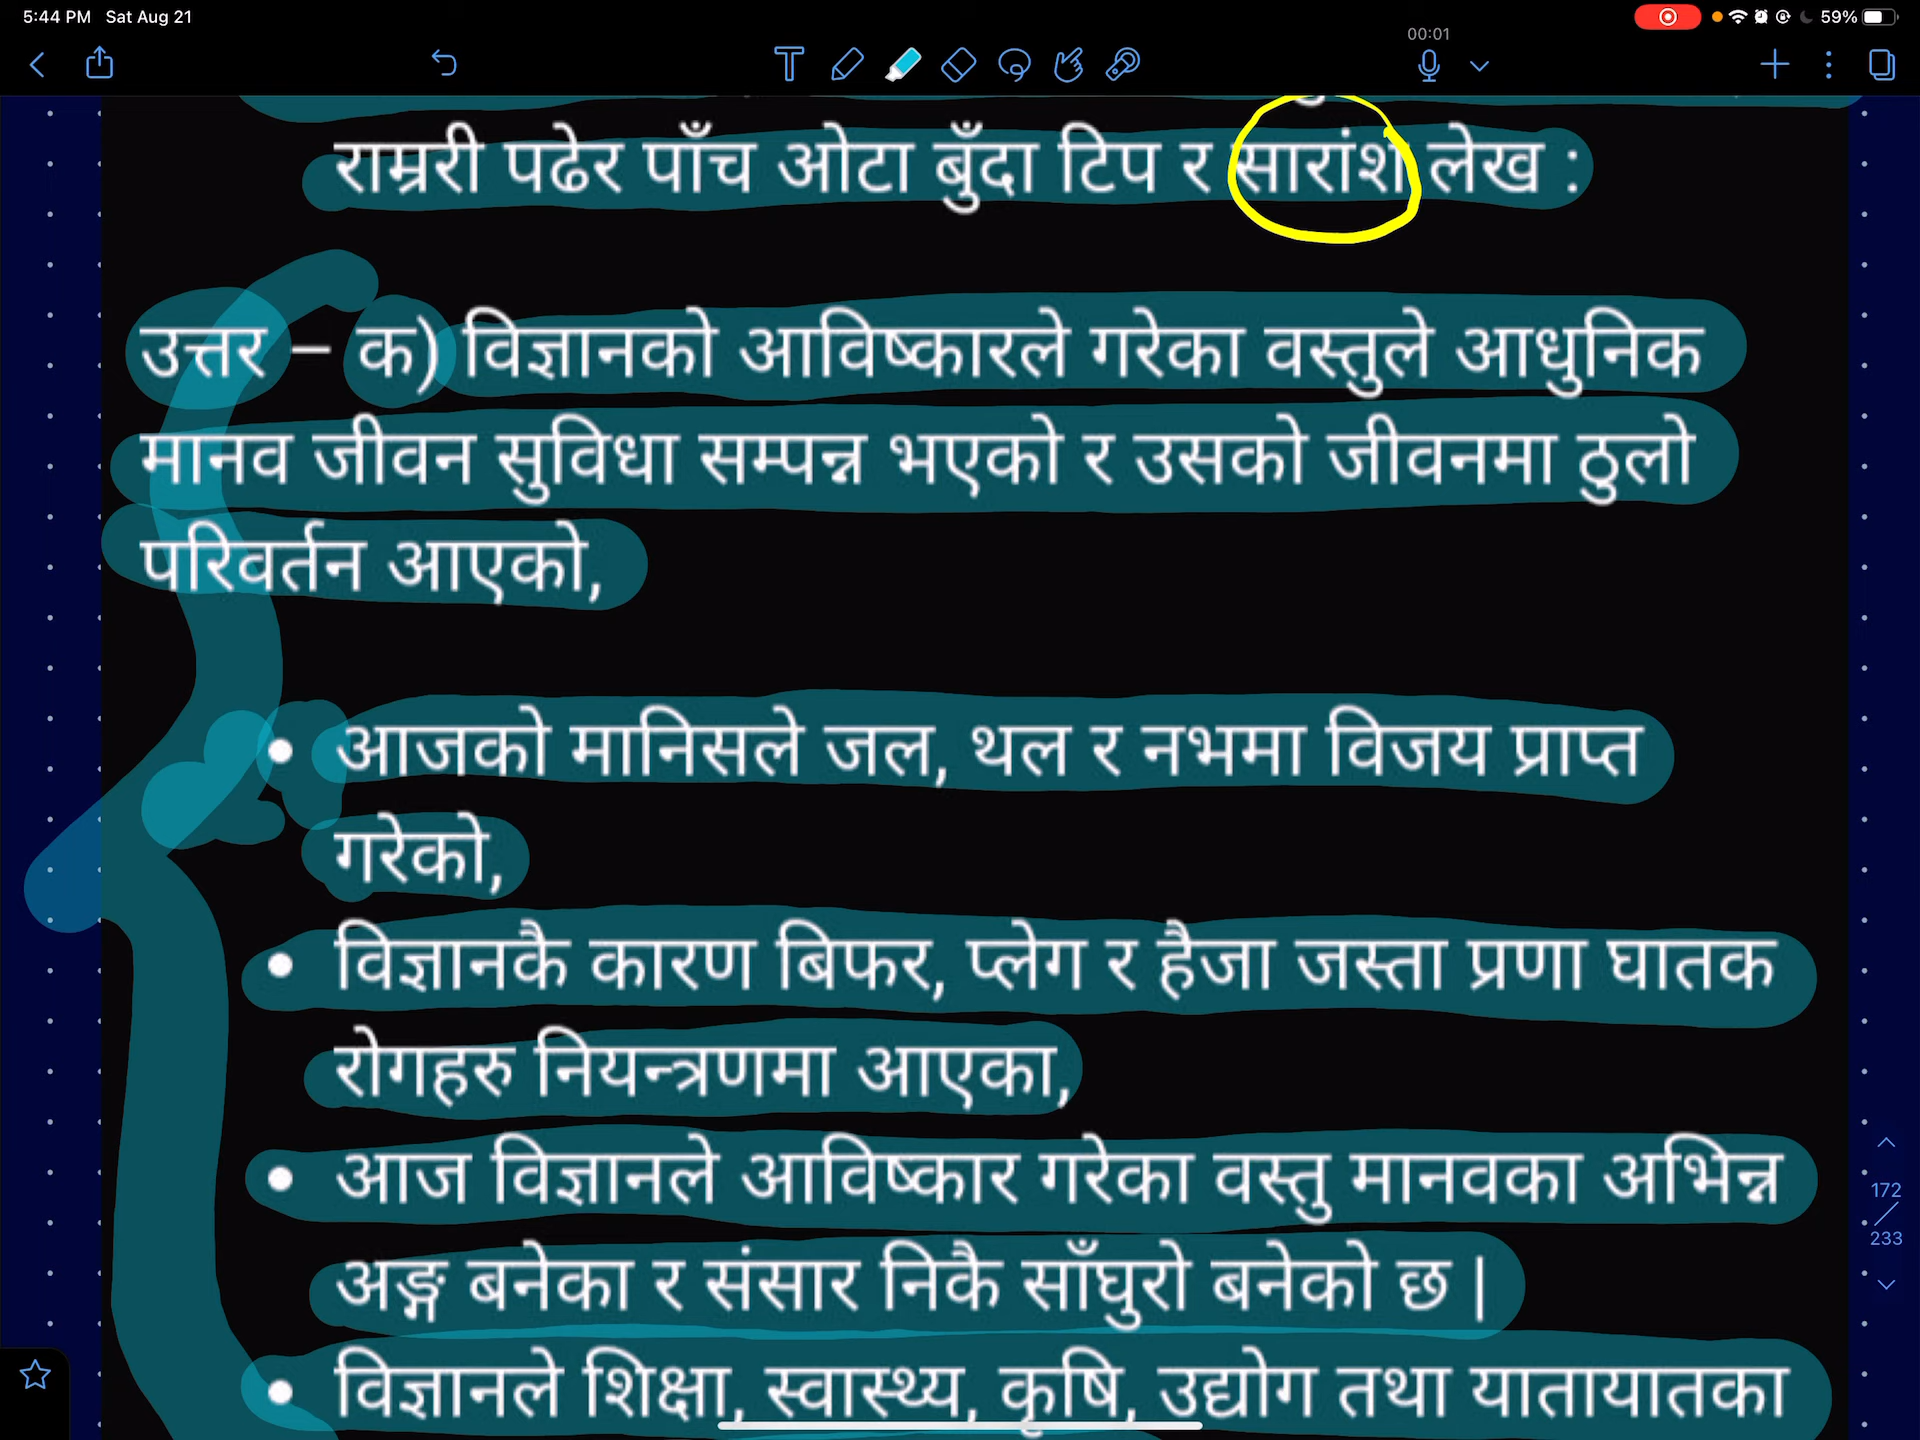 5:44 PM Sat Aug 21
59%
00:01
राम्ररी पढेर पाँच ओटा बुँदा टिप र सारांश लेख :
उत्तर – क) विज्ञानको आविष्कारले गरेका वस्तुले आधुनिक
मानव जीवन सुविधा सम्पन्न भएको र उसको जीवनमा ठुलो
परिवर्तन आएको,
• आजको मानिसले जल, थल र नभमा विजय प्राप्त
गरेको,
• विज्ञानकै कारण बिफर, प्लेग र हैजा जस्ता प्रणा घातक
रोगहरु नियन्त्रणमा आएका,
• आज विज्ञानले आविष्कार गरेका वस्तु मानवका अभिन्न
अङ्ग बनेका र संसार निकै साँघुरो बनेको छ |
• विज्ञानले शिक्षा, स्वास्थ्य, कृषि, उद्योग तथा यातायातका
172
233